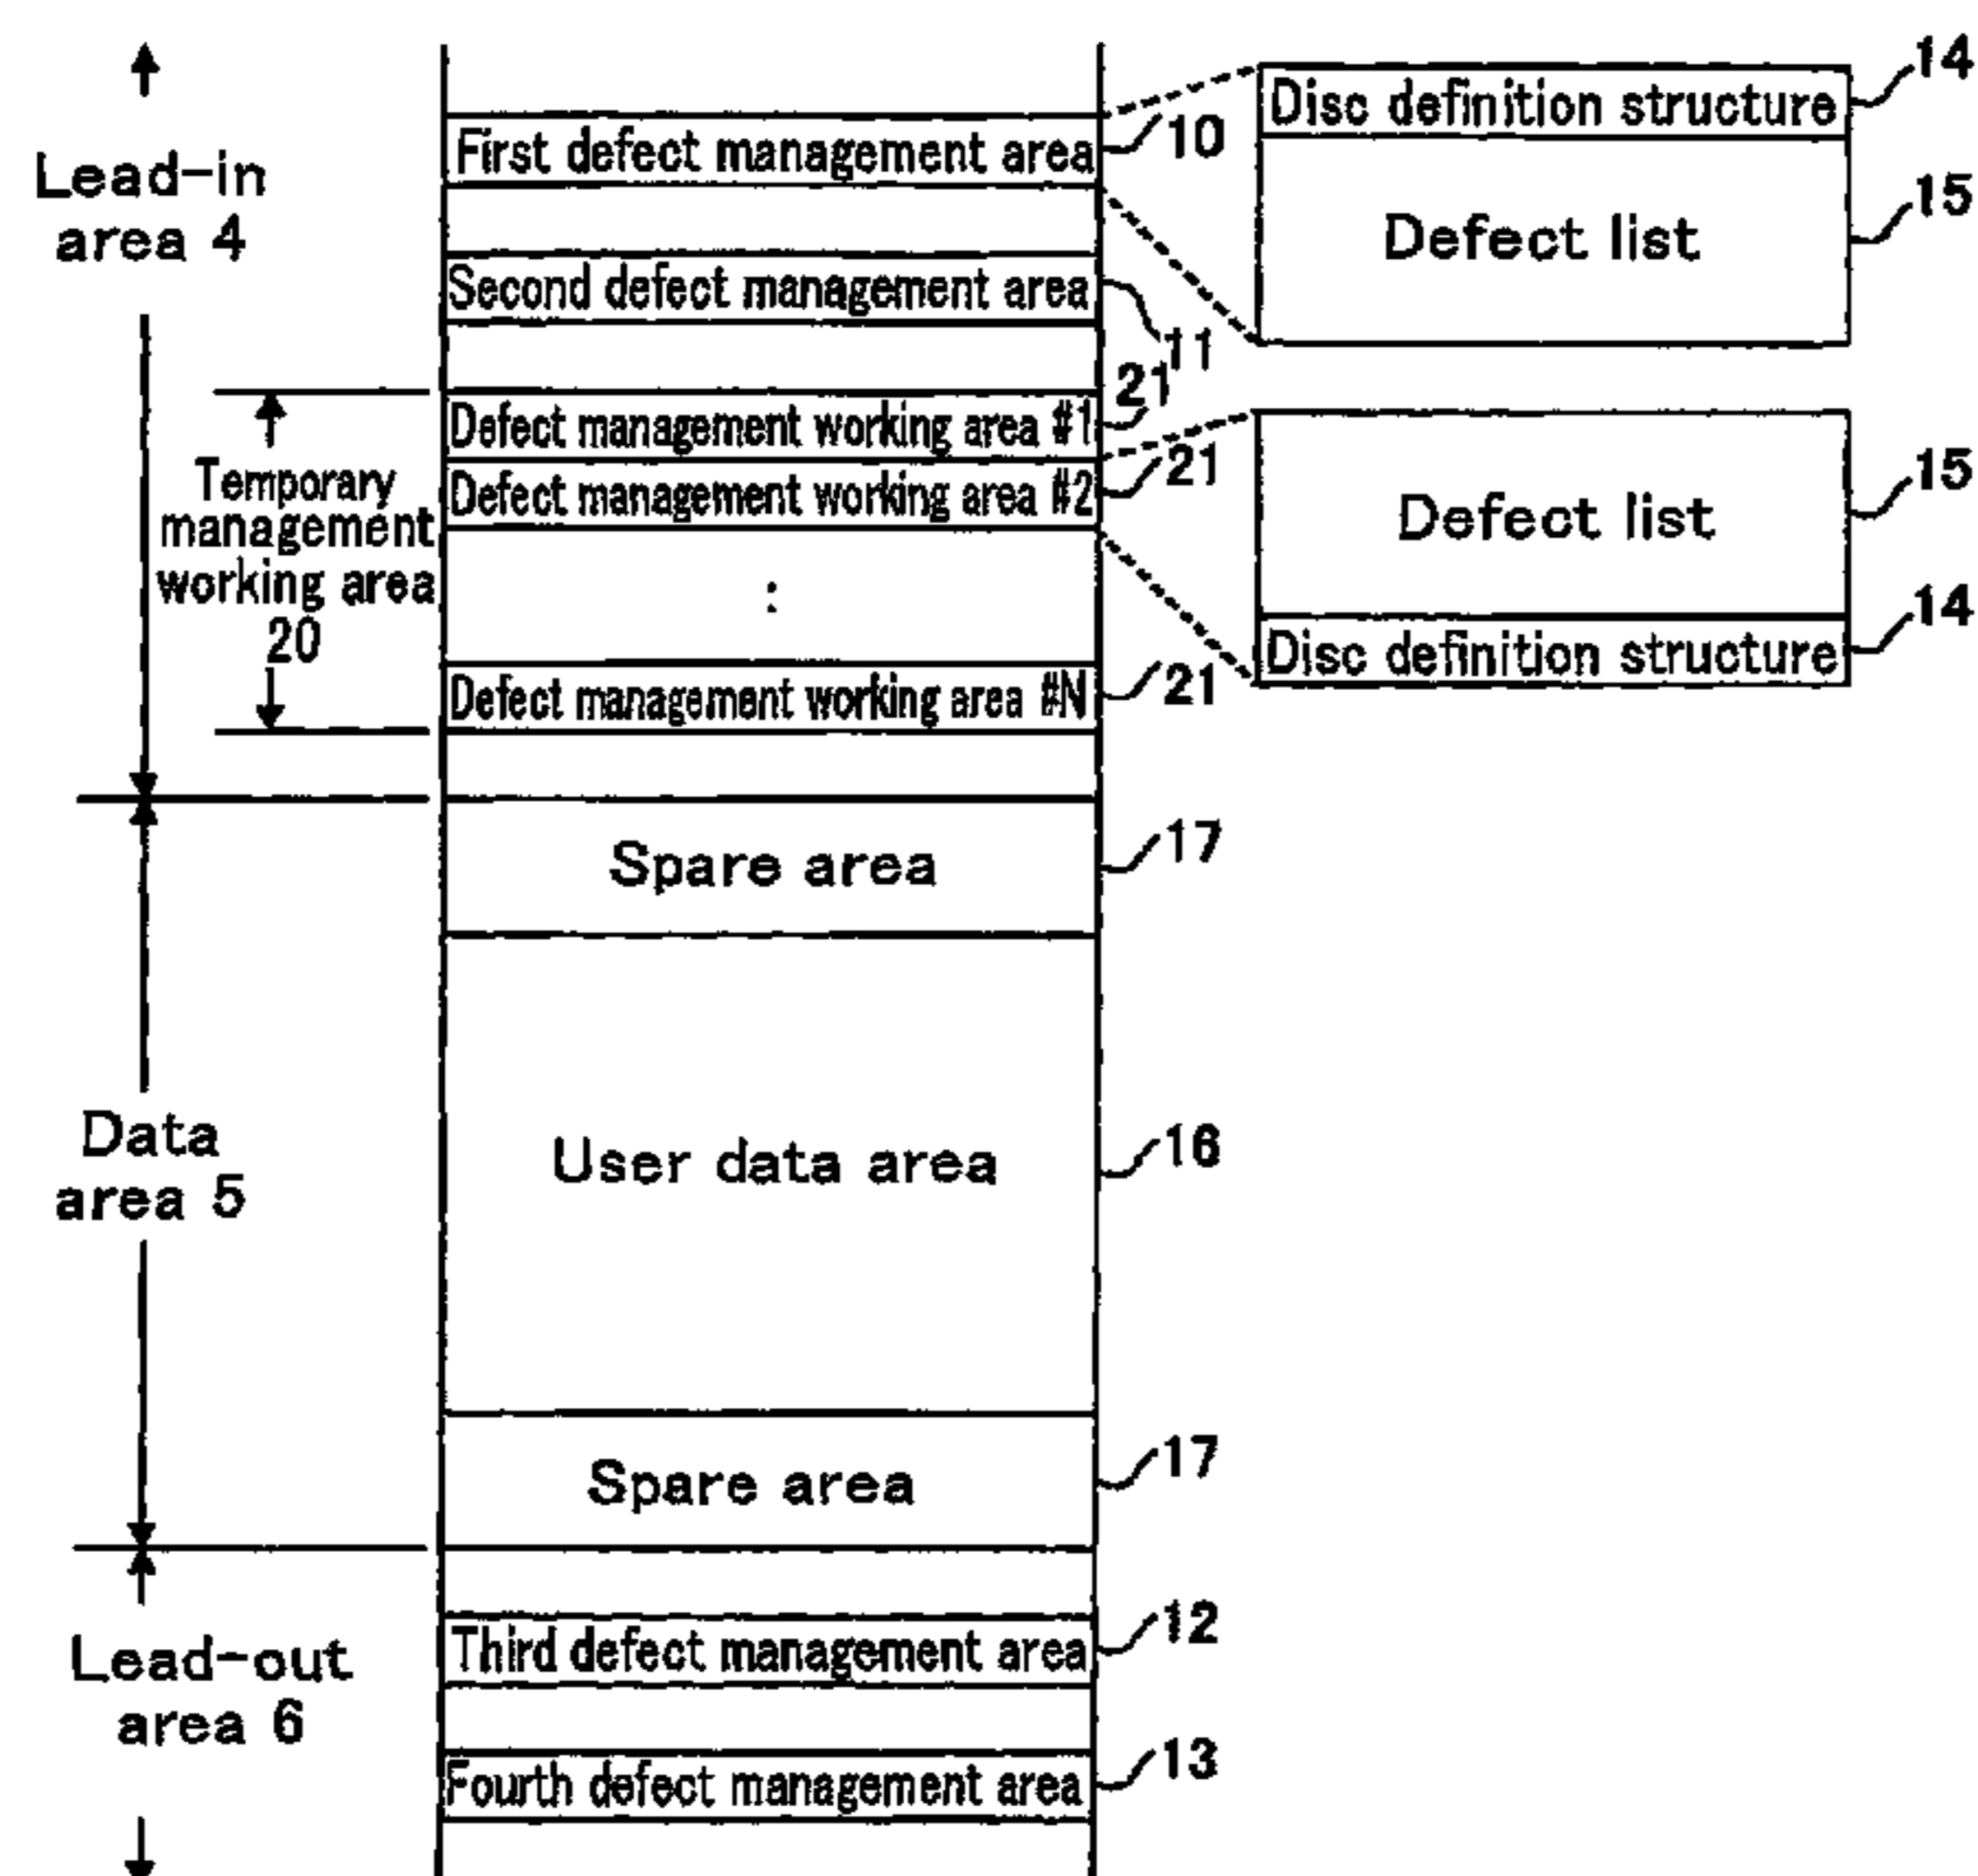 Lead-in
area 4
First defect management area
10
Disc definition structure
14
Defect list
15
Second defect management area
11
Temporary
management
working area
20
Defect management working area #1
21
Defect management working area #2
21
:
Defect management working area #N
21
Defect list
15
Disc definition structure
14
Data
area 5
Spare area
17
User data area
16
Spare area
17
Lead-out
area 6
Third defect management area
12
Fourth defect management area
13